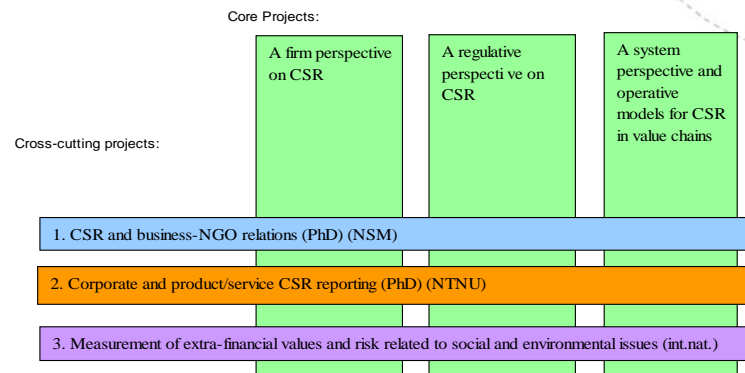 Core Projects:
A firm perspective
on CSR
A regulative
perspecti ve on
CSR
A system
perspective and
operative
models for CSR
in value chains
Cross-cutting projects:
1. CSR and business-NGO relations (PhD) (NSM)
2. Corporate and product/service CSR reporting (PhD) (NTNU)
3. Measurement of extra-financial values and risk related to social and environmental issues (int.nat.)